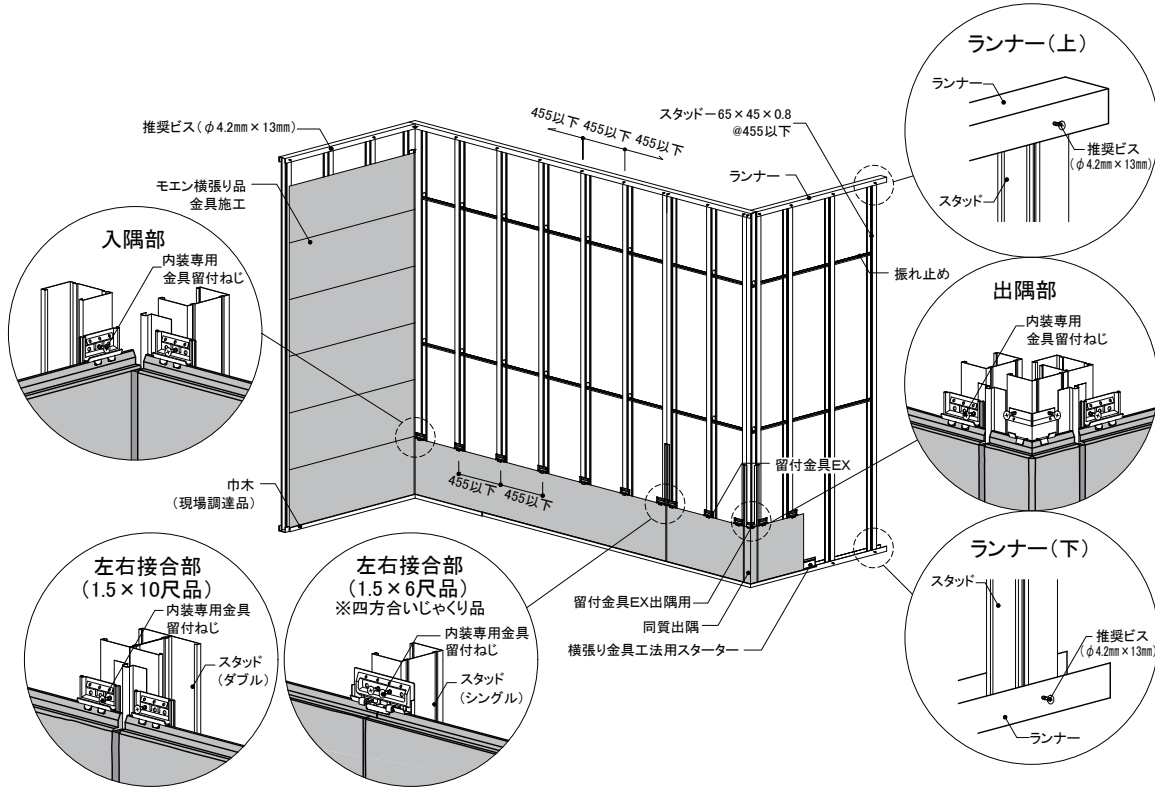 ランナー(上)
ランナー
推奨ビス
(φ4.2mm×13mm)
スタッド
455以下
455以下
455以下
スタッド－65×45×0.8
@455以下
推奨ビス(φ4.2mm×13mm)
ランナー
モエン横張り品
金具施工
入隅部
内装専用
金具留付ねじ
振れ止め
出隅部
内装専用
金具留付ねじ
留付金具EX
455以下
455以下
巾木
(現場調達品)
左右接合部
(1.5×10尺品)
内装専用金具
留付ねじ
スタッド
(ダブル)
左右接合部
(1.5×6尺品)
※四方合いじゃくり品
内装専用金具
留付ねじ
スタッド
(シングル)
留付金具EX出隅用
同質出隅
横張り金具工法用スターター
ランナー(下)
スタッド
推奨ビス
(φ4.2mm×13mm)
ランナー